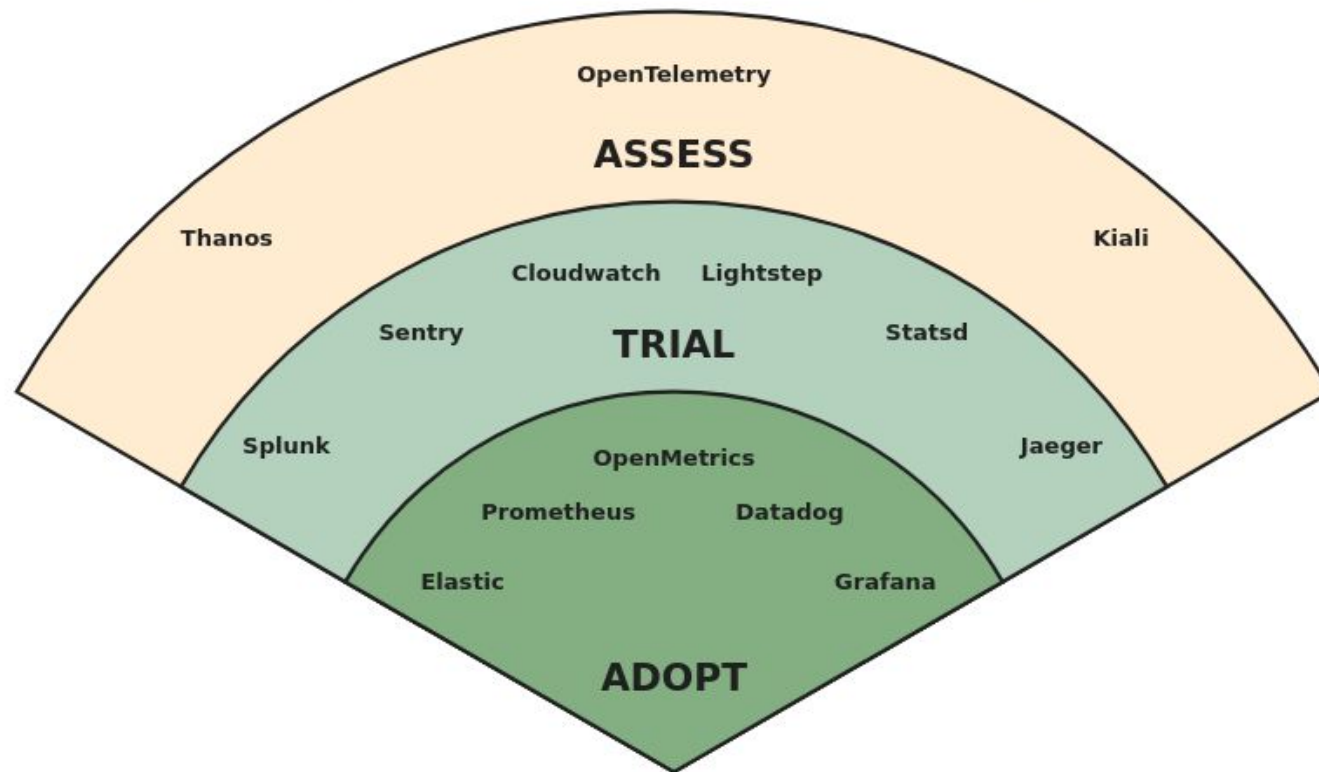 OpenTelemetry
ASSESS
Thanos
Kiali
Cloudwatch Lightstep
Sentry
Statsd
TRIAL
Splunk
Jaeger
OpenMetrics
Prometheus
Datadog
Elastic
Grafana
ADOPT